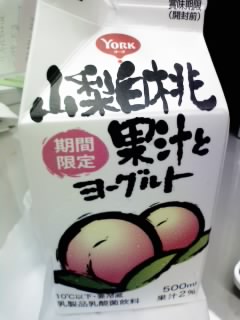 賞味期限
(開封前)
YORK
山梨白桃
期間
限定
果汁と
ヨーグルト
500ml
果汁2%
10℃以下・要冷蔵
乳製品乳酸菌飲料